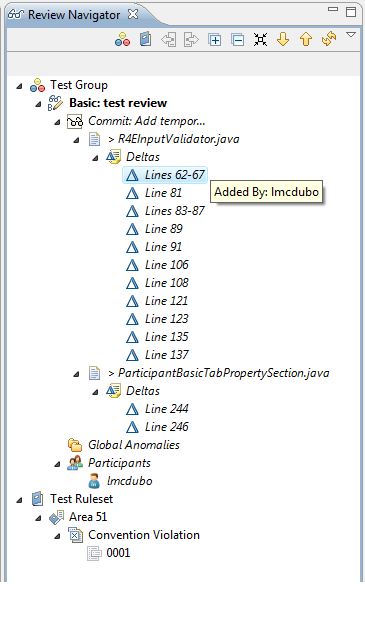 Review Navigator
Test Group
Basic: test review
Commit: Add tempor...
> R4EInputValidator.java
Deltas
Lines 62-67
Added By: lmcdubo
Line 81
Lines 83-87
Line 89
Line 91
Line 106
Line 108
Line 121
Line 123
Line 135
Line 137
> ParticipantBasicTabPropertySection.java
Deltas
Line 244
Line 246
Global Anomalies
Participants
lmcdubo
Test Ruleset
Area 51
Convention Violation
0001